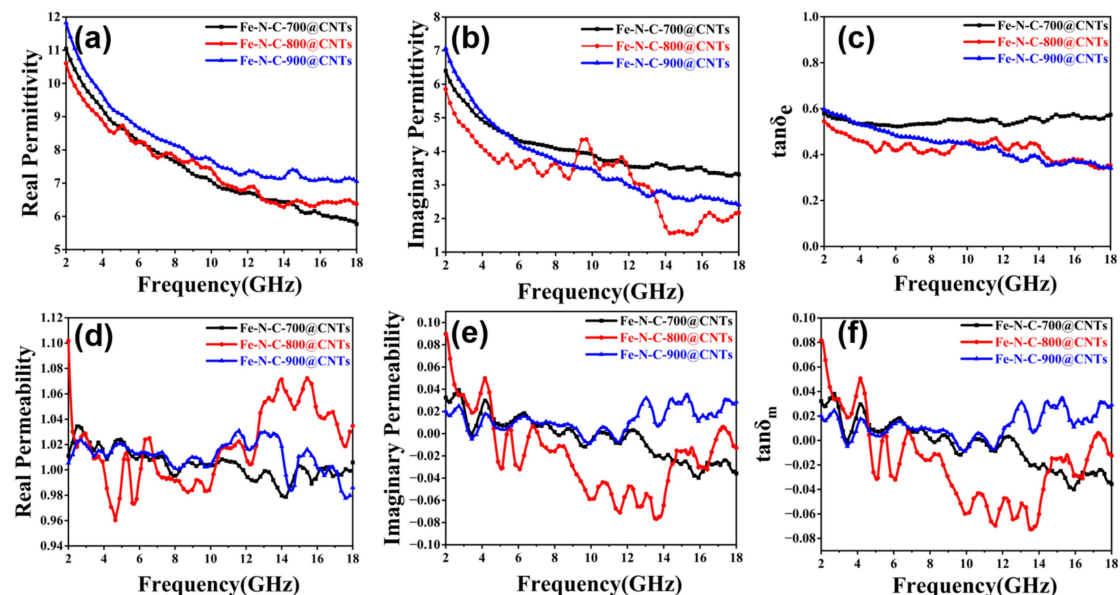 (a)
Fe-N-C-700@CNTs
Fe-N-C-800@CNTs
Fe-N-C-900@CNTs
Real Permittivity
13
12
11
10
9
8
7
6
5
2 4 6 8 10 12 14 16 18
Frequency(GHz)
(b)
Fe-N-C-700@CNTs
Fe-N-C-800@CNTs
Fe-N-C-900@CNTs
Imaginary Permittivity
8
7
6
5
4
3
2
1
2 4 6 8 10 12 14 16 18
Frequency(GHz)
(c)
Fe-N-C-700@CNTs
Fe-N-C-800@CNTs
Fe-N-C-900@CNTs
tanδe
1.0
0.8
0.6
0.4
0.2
0.0
2 4 6 8 10 12 14 16 18
Frequency(GHz)
(d)
Fe-N-C-700@CNTs
Fe-N-C-800@CNTs
Fe-N-C-900@CNTs
Real Permeability
1.12
1.10
1.08
1.06
1.04
1.02
1.00
0.98
0.96
0.94
2 4 6 8 10 12 14 16 18
Frequency(GHz)
(e)
Fe-N-C-700@CNTs
Fe-N-C-800@CNTs
Fe-N-C-900@CNTs
Imaginary Permeability
0.10
0.08
0.06
0.04
0.02
0.00
−0.02
−0.04
−0.06
−0.08
−0.10
2 4 6 8 10 12 14 16 18
Frequency(GHz)
(f)
Fe-N-C-700@CNTs
Fe-N-C-800@CNTs
Fe-N-C-900@CNTs
tanδm
0.08
0.06
0.04
0.02
0.00
−0.02
−0.04
−0.06
−0.08
2 4 6 8 10 12 14 16 18
Frequency(GHz)